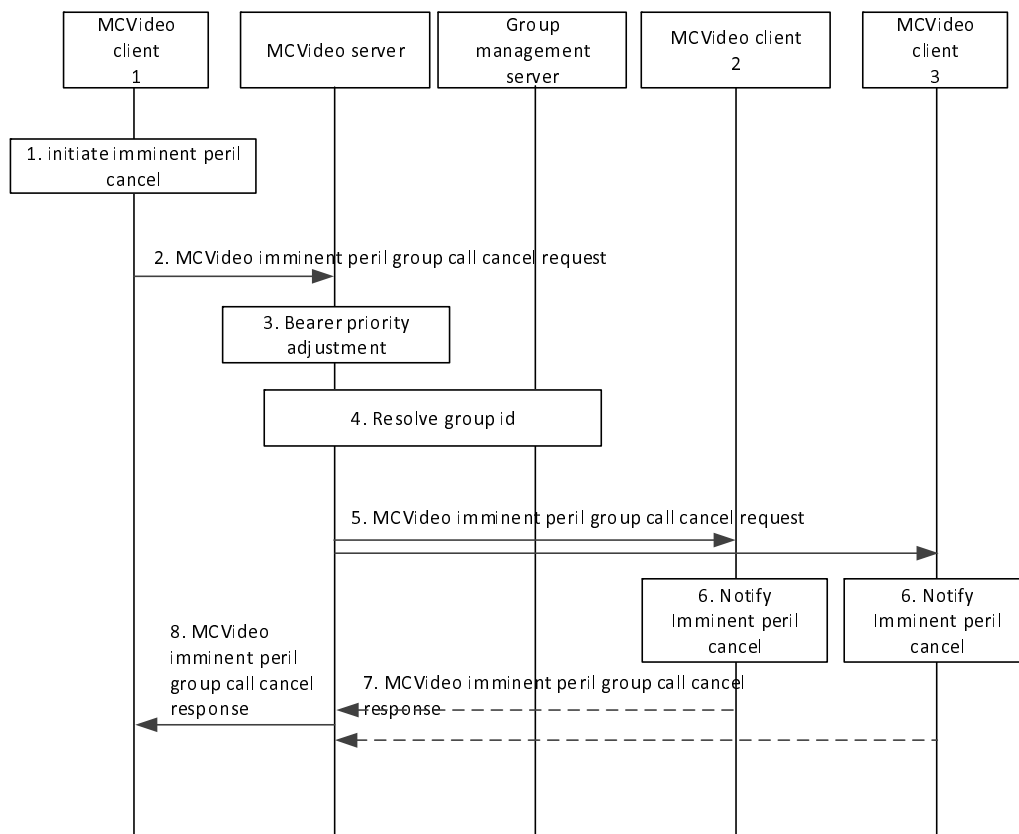 MCVideo
client
1
MCVideo server
Group
management
server
MCVideo client
2
MCVideo
client
3
1. initiate imminent peril
cancel
2. MCVideo imminent peril group call cancel request
3. Bearer priority
adjustment
4. Resolve group id
5. MCVideo imminent peril group call cancel request
6. Notify
Imminent peril
cancel
6. Notify
Imminent peril
cancel
8. MCVideo
imminent peril
group call cancel
response
7. MCVideo imminent peril group call cancel
response